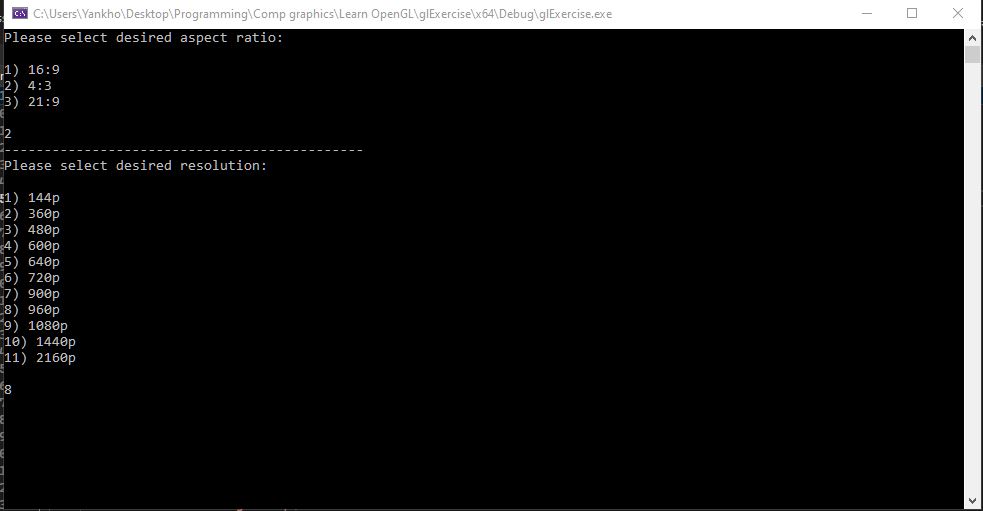 C:\Users\Yankho\Desktop\Programming\Comp graphics\Learn OpenGL\glExercise\x64\Debug\glExercise.exe
Please select desired aspect ratio:
1) 16:9
2) 4:3
3) 21:9
2
---------------------------------------------
Please select desired resolution:
1) 144p
2) 360p
3) 480p
4) 600p
5) 640p
6) 720p
7) 900p
8) 960p
9) 1080p
10) 1440p
11) 2160p
8